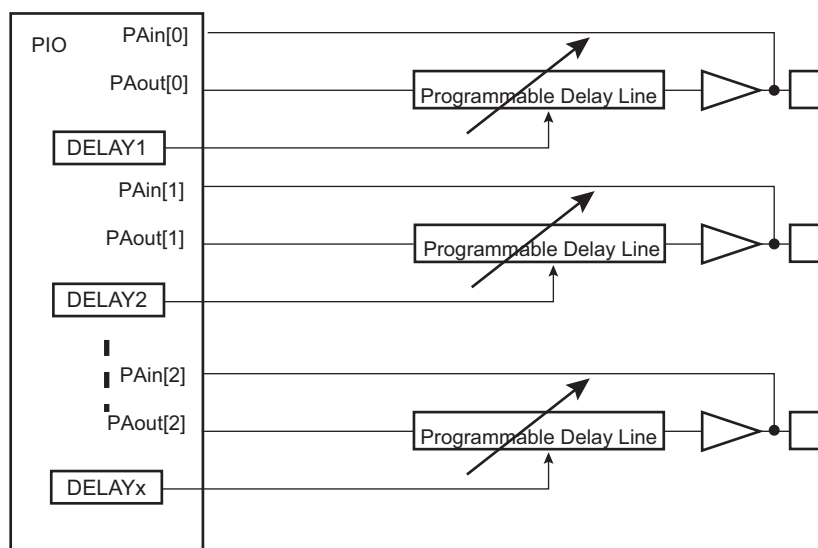 PIO
PAin[0]
PAout[0]
Programmable Delay Line
DELAY1
PAin[1]
PAout[1]
Programmable Delay Line
DELAY2
PAin[2]
PAout[2]
Programmable Delay Line
DELAYx